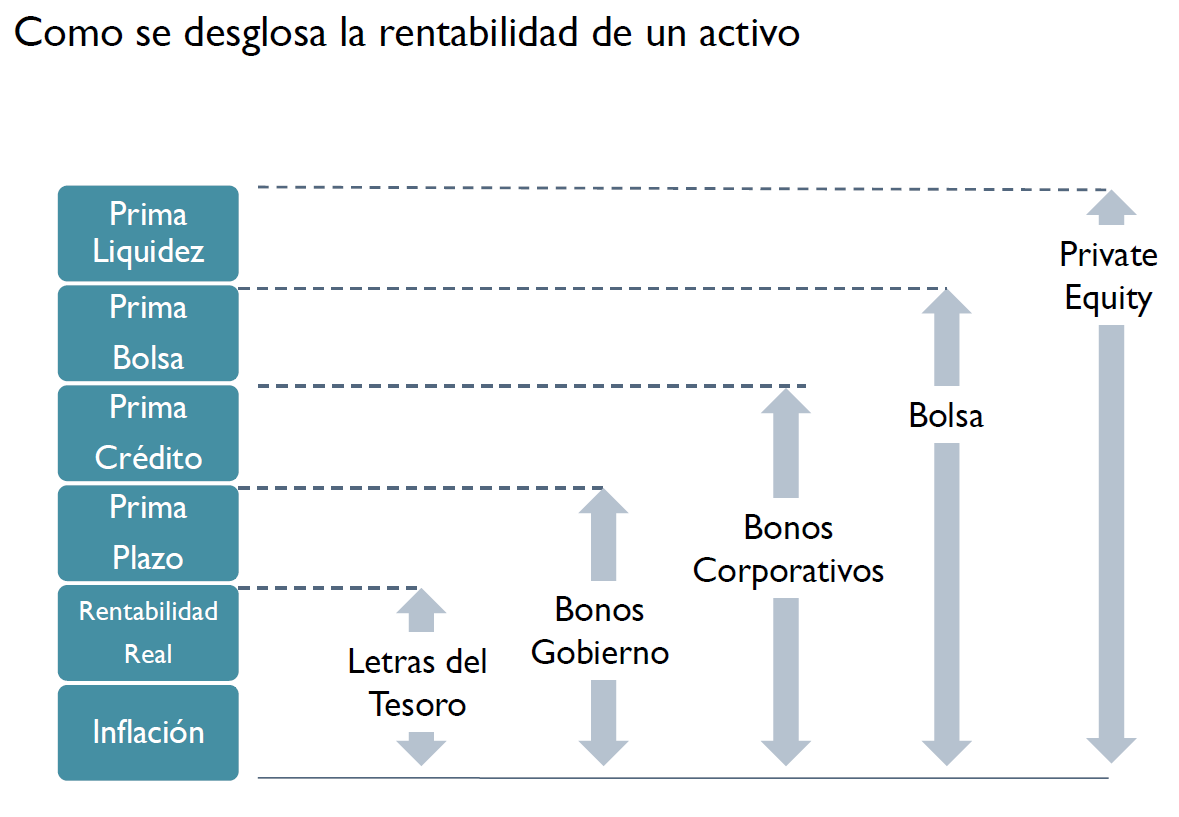 Como se desglosa la rentabilidad de un activo
Prima
Liquidez
Prima
Bolsa
Prima
Crédito
Prima
Plazo
Rentabilidad
Real
Inflación
Letras del
Tesoro
Bonos
Gobierno
Bonos
Corporativos
Bolsa
Private
Equity